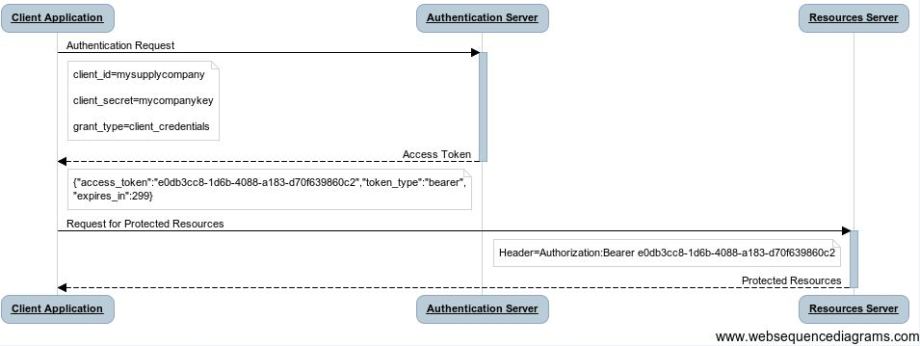 Client Application
Authentication Server
Resources Server
Authentication Request
client_id=mysupplycompany
client_secret=mycompanykey
grant_type=client_credentials
Access Token
{"access_token":"e0db3cc8-1d6b-4088-a183-d70f639860c2","token_type":"bearer",
"expires_in":299}
Request for Protected Resources
Header=Authorization:Bearer e0db3cc8-1d6b-4088-a183-d70f639860c2
Protected Resources
Client Application
Authentication Server
Resources Server
www.websequencediagrams.com